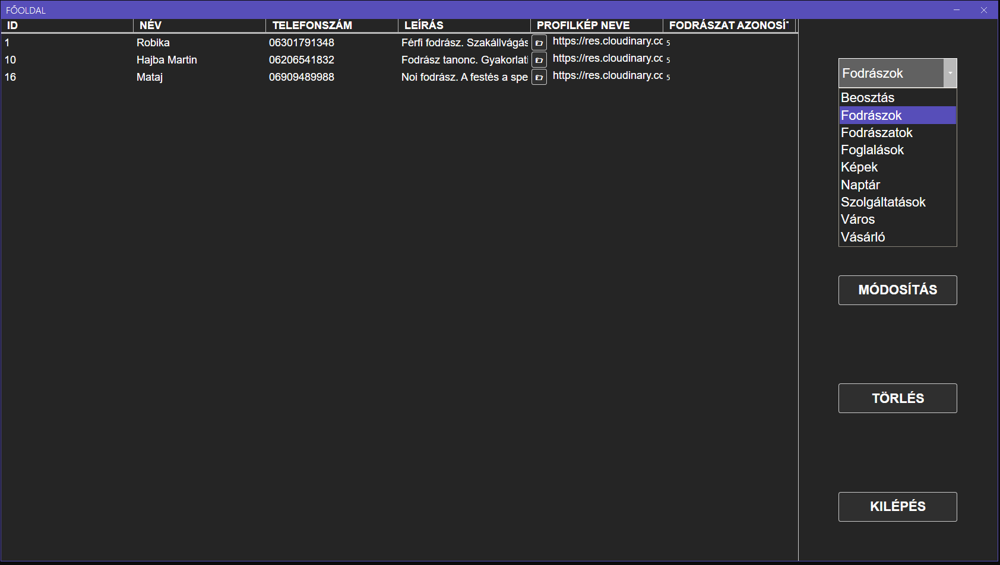 FŐOLDAL
ID NÉV TELEFONSZÁM LEÍRÁS PROFILKÉP NEVE FODRÁSZAT AZONOSÍ
1 Robika 06301791348 Férfi fodrász. Szakállvágás https://res.cloudinary.cc 5
10 Hajba Martin 06206541832 Fodrász tanonc. Gyakorlati https://res.cloudinary.cc 5
16 Mataj 06909489988 Noi fodrász. A festés a spe https://res.cloudinary.cc 5
Fodrászok
Beosztás
Fodrászok
Fodrászatok
Foglalások
Képek
Naptár
Szolgáltatások
Város
Vásárló
MÓDOSÍTÁS
TÖRLÉS
KILÉPÉS